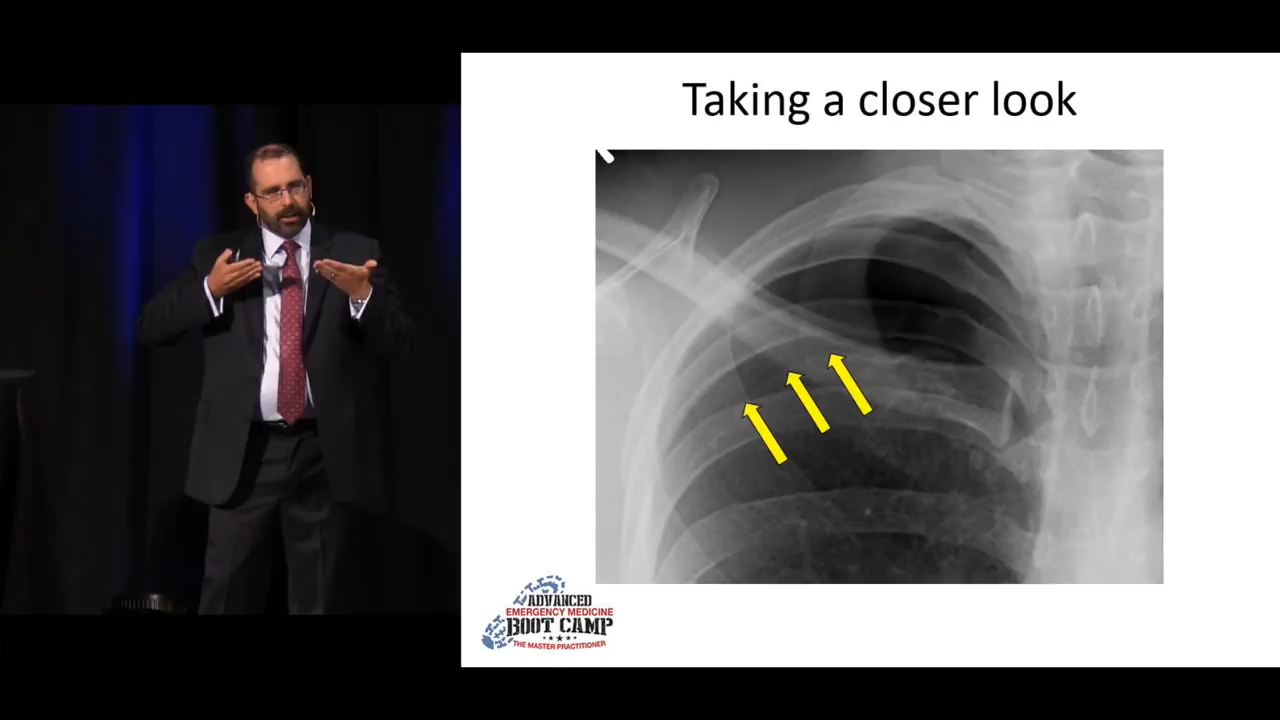 Taking a closer look
ADVANCED
EMERGENCY MEDICINE
BOOT CAMP
THE MASTER PRACTITIONER